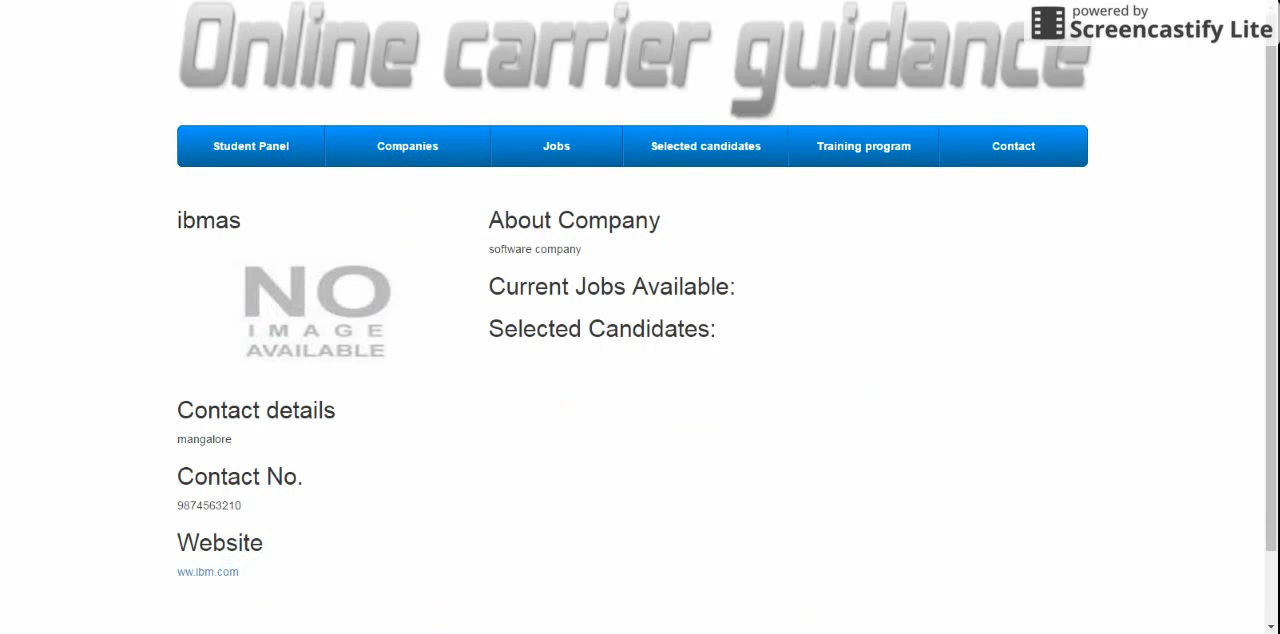 Online carrier guidance
powered by
Screencastify Lite
Student Panel
Companies
Jobs
Selected candidates
Training program
Contact
ibmas
NO
IMAGE
AVAILABLE
Contact details
mangalore
Contact No.
9874563210
Website
ww.ibm.com
About Company
software company
Current Jobs Available:
Selected Candidates: